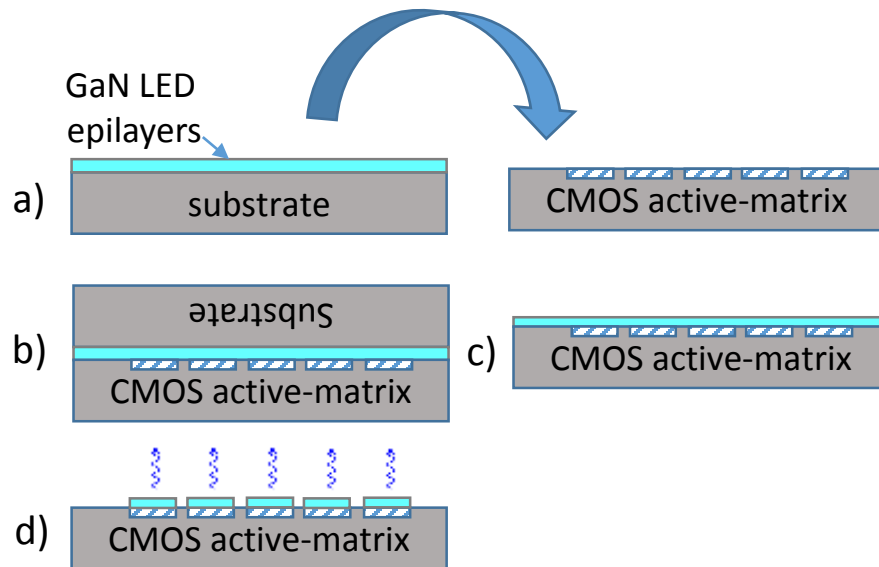 GaN LED
epilayers
a)
substrate
CMOS active-matrix
b)
Substrate
CMOS active-matrix
c)
CMOS active-matrix
d)
CMOS active-matrix